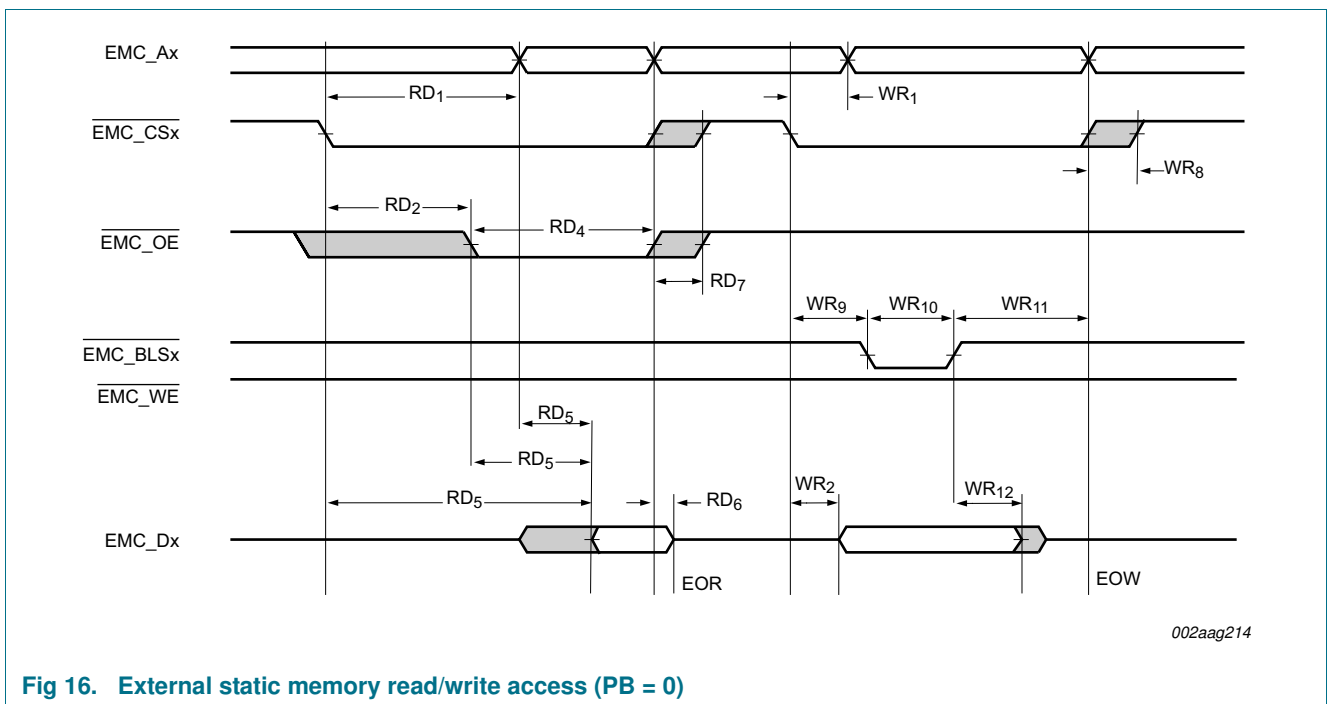 EMC_Ax
RD1
WR1
EMC_CSx
WR8
RD2
RD4
EMC_OE
RD7
WR9
WR10
WR11
EMC_BLSx
EMC_WE
RD5
RD5
RD5
RD6
WR2
WR12
EMC_Dx
EOR
EOW
002aag214
Fig 16. External static memory read/write access (PB = 0)